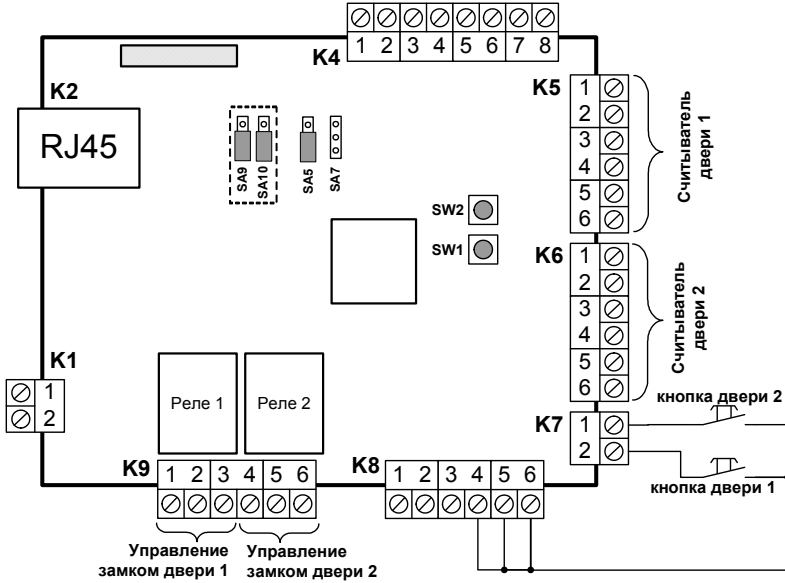 K4
1 2 3 4 5 6 7 8
K2
RJ45
SA9
SA10
SA5
SA7
SW2
SW1
K5
1
2
3
4
5
6
Считыватель
двери 1
K6
1
2
3
4
5
6
Считыватель
двери 2
K1
1
2
Реле 1
Реле 2
K7
1
2
кнопка двери 2
кнопка двери 1
K9
1 2 3 4 5 6
K8
1 2 3 4 5 6
Управление
замком двери 1
Управление
замком двери 2